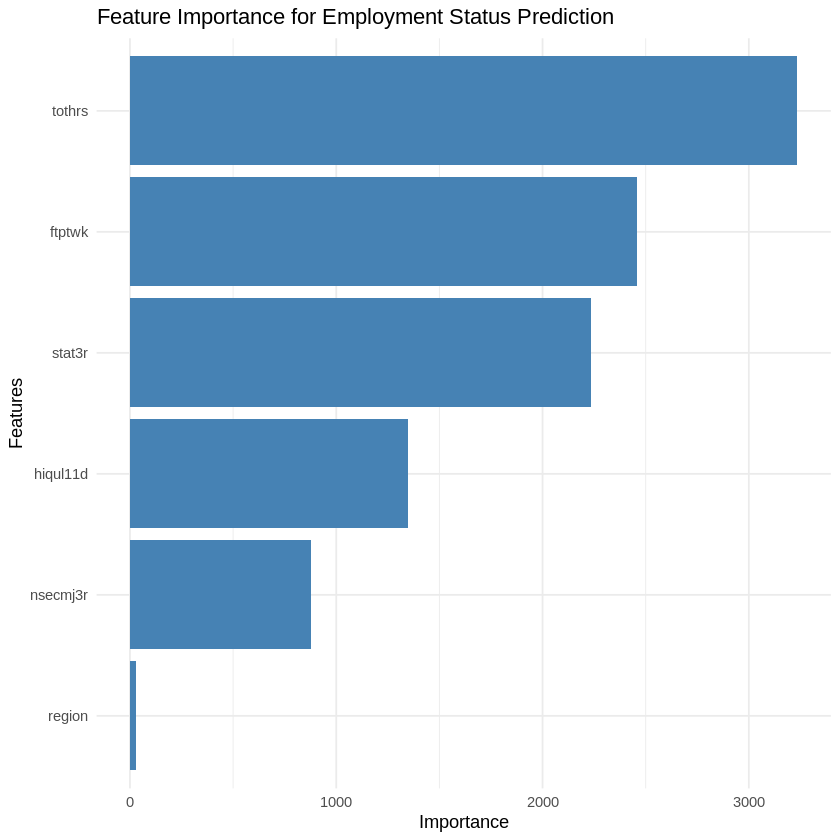 Feature Importance for Employment Status Prediction
tothrs
ftptwk
stat3r
hiqul11d
nsecmj3r
region
Features
0 1000 2000 3000
Importance